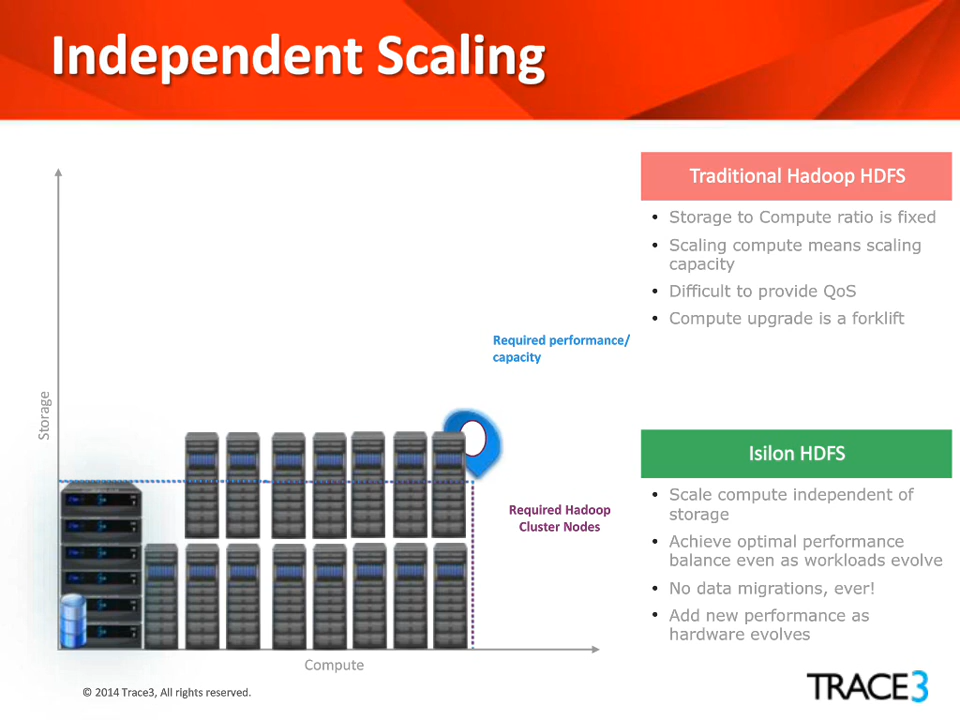 Independent Scaling
Traditional Hadoop HDFS
• Storage to Compute ratio is fixed
• Scaling compute means scaling
capacity
• Difficult to provide QoS
• Compute upgrade is a forklift
Required performance/
capacity
Storage
Isilon HDFS
• Scale compute independent of
storage
• Achieve optimal performance
balance even as workloads evolve
• No data migrations, ever!
• Add new performance as
hardware evolves
Required Hadoop
Cluster Nodes
Compute
© 2014 Trace3, All rights reserved.
TRACE3